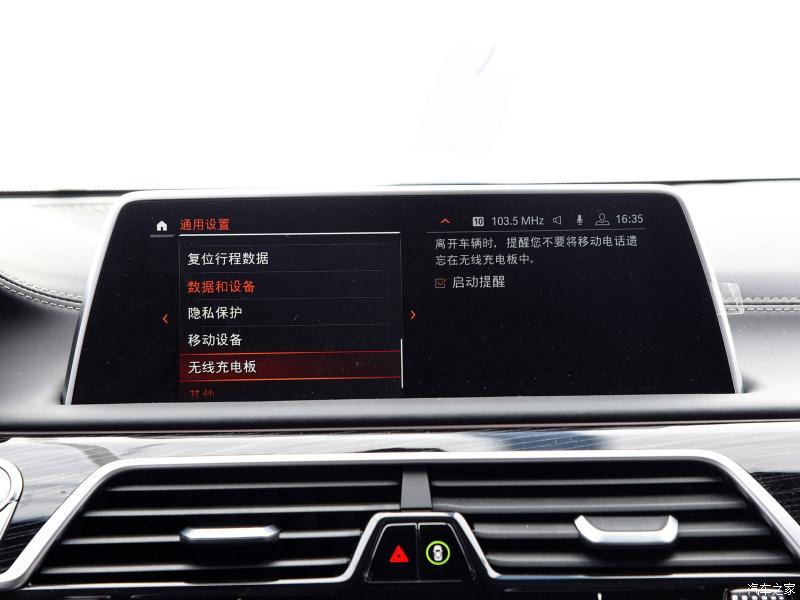 通用设置
10 103.5 MHz 16:35
复位行程数据
数据和设备
隐私保护
移动设备
无线充电板
其他
离开车辆时，提醒您不要将移动电话遗
忘在无线充电板中。
启动提醒
汽车之家